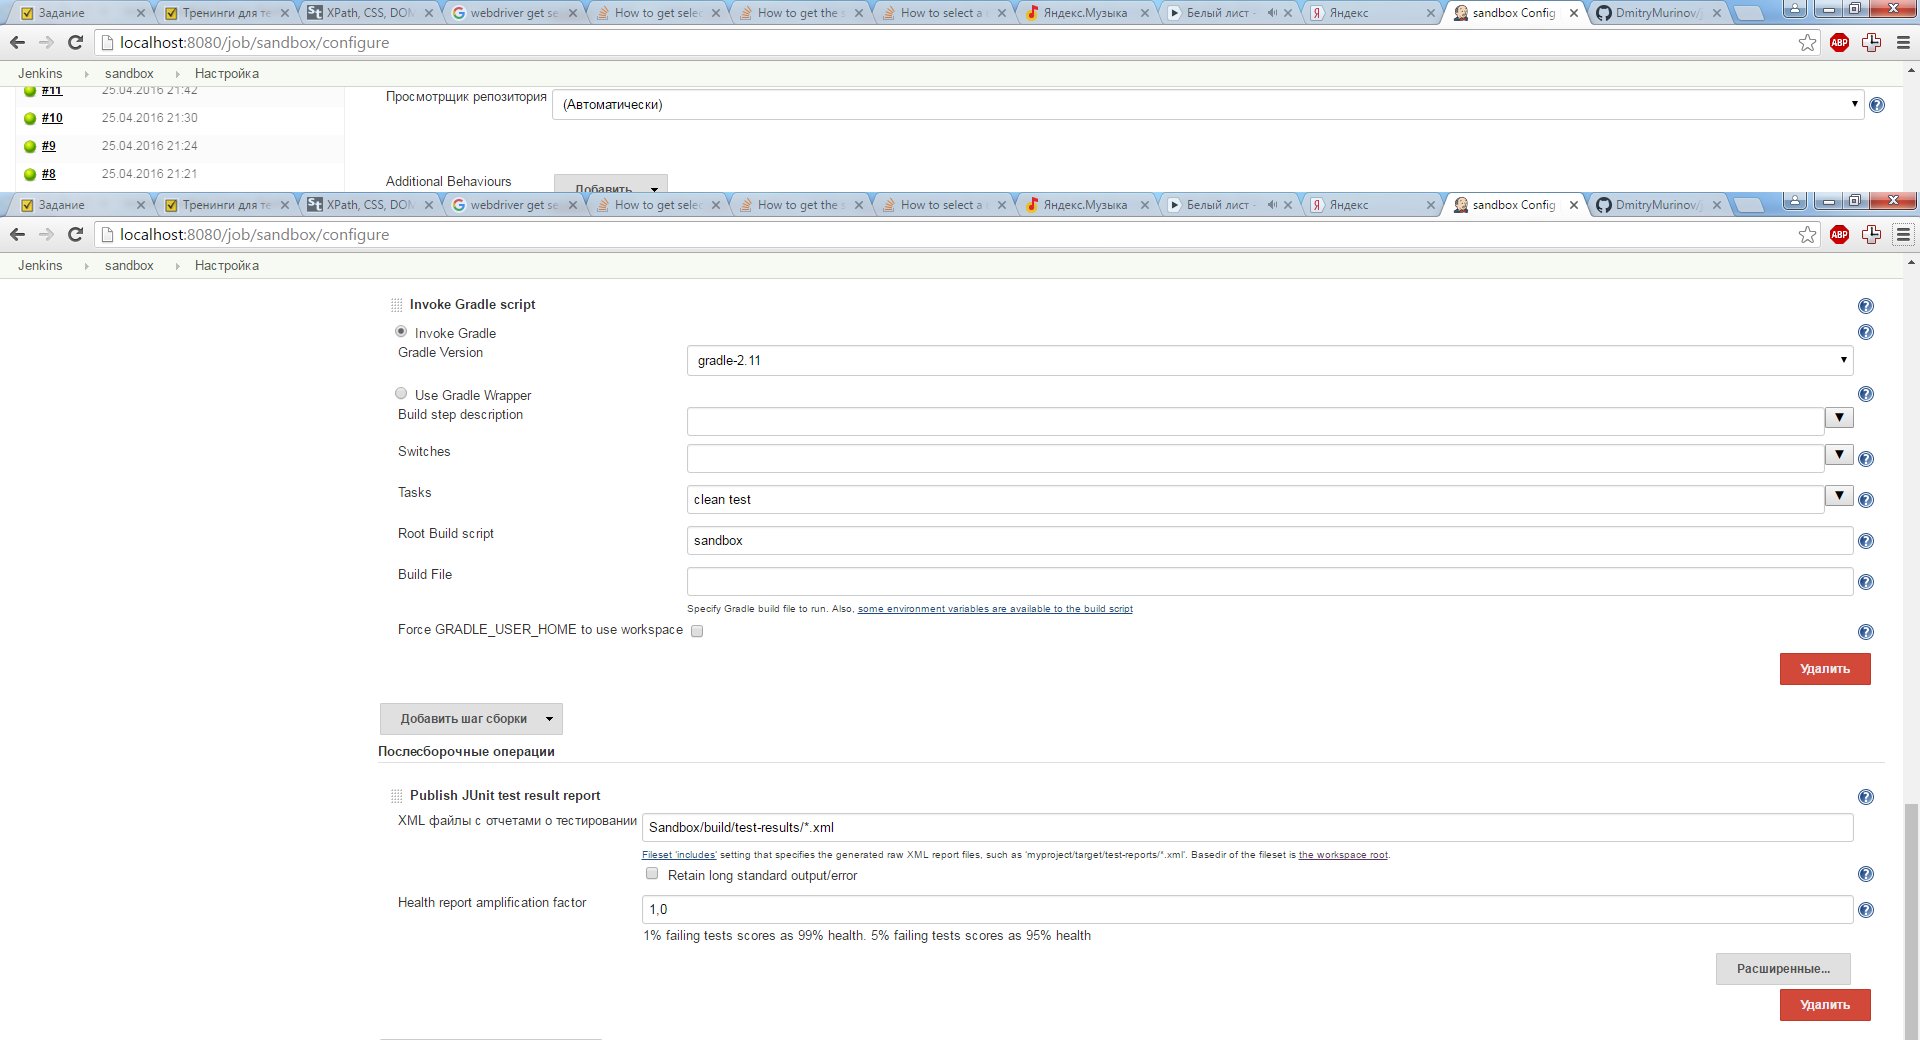 Задание
Тренинги для те
XPath, CSS, DOM
webdriver get se
How to get selec
How to get the s
How to select a
Яндекс.Музыка
Белый лист -
Яндекс
sandbox Config
DmitryMurinov/
localhost:8080/job/sandbox/configure
ABP
Jenkins sandbox Настройка
#11 25.04.2016 21:42
Просмотрщик репозитория (Автоматически)
#10 25.04.2016 21:30
#9 25.04.2016 21:24
#8 25.04.2016 21:21
Additional Behaviours Добавить
Задание
Тренинги для те
XPath, CSS, DOM
webdriver get se
How to get selec
How to get the s
How to select a
Яндекс.Музыка
Белый лист -
Яндекс
sandbox Config
DmitryMurinov/
localhost:8080/job/sandbox/configure
ABP
Jenkins sandbox Настройка
Invoke Gradle script
Invoke Gradle
Gradle Version gradle-2.11
Use Gradle Wrapper
Build step description
Switches
Tasks clean test
Root Build script sandbox
Build File
Specify Gradle build file to run. Also, some environment variables are available to the build script
Force GRADLE_USER_HOME to use workspace
Удалить
Добавить шаг сборки
Послесборочные операции
Publish JUnit test result report
XML файлы с отчетами о тестировании Sandbox/build/test-results/*.xml
Fileset 'includes' setting that specifies the generated raw XML report files, such as 'myproject/target/test-reports/*.xml'. Basedir of the fileset is the workspace root.
Retain long standard output/error
Health report amplification factor 1,0
1% failing tests scores as 99% health. 5% failing tests scores as 95% health
Расширенные...
Удалить